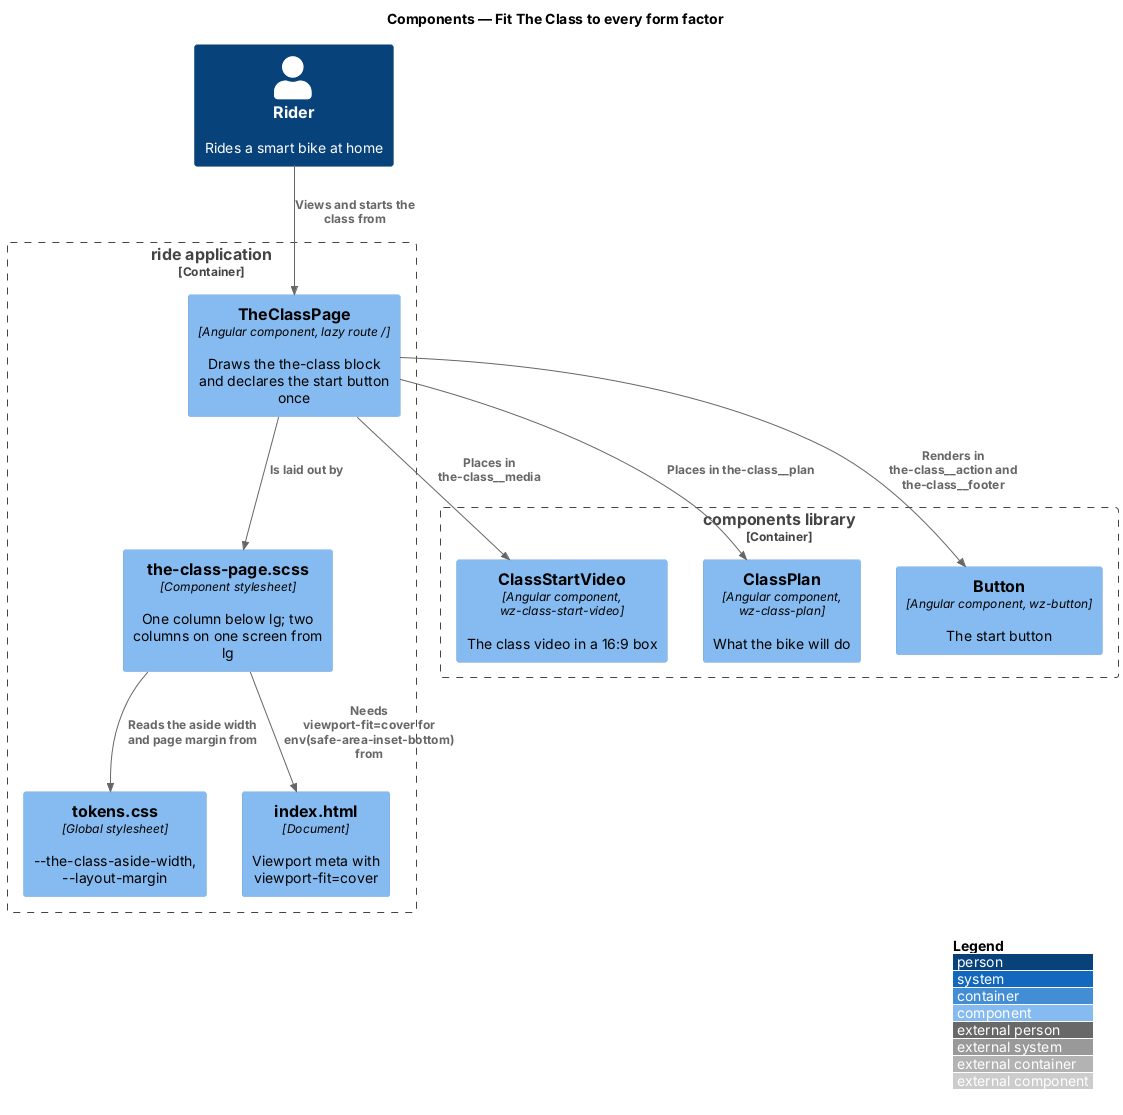 Components — Fit The Class to every form factor
Rider
Rides a smart bike at home
Views and starts the
class from
ride application
[Container]
TheClassPage
[Angular component, lazy route /]
Draws the the-class block
and declares the start button
once
Is laid out by
Places in
the-class__media
Places in the-class__plan
Renders in
the-class__action and
the-class__footer
components library
[Container]
ClassStartVideo
[Angular component,
wz-class-start-video]
The class video in a 16:9 box
ClassPlan
[Angular component,
wz-class-plan]
What the bike will do
Button
[Angular component, wz-button]
The start button
the-class-page.scss
[Component stylesheet]
One column below lg; two
columns on one screen from
lg
Reads the aside width
and page margin from
Needs
viewport-fit=cover for
env(safe-area-inset-bottom)
from
tokens.css
[Global stylesheet]
--the-class-aside-width,
--layout-margin
index.html
[Document]
Viewport meta with
viewport-fit=cover
Legend
person
system
container
component
external person
external system
external container
external component